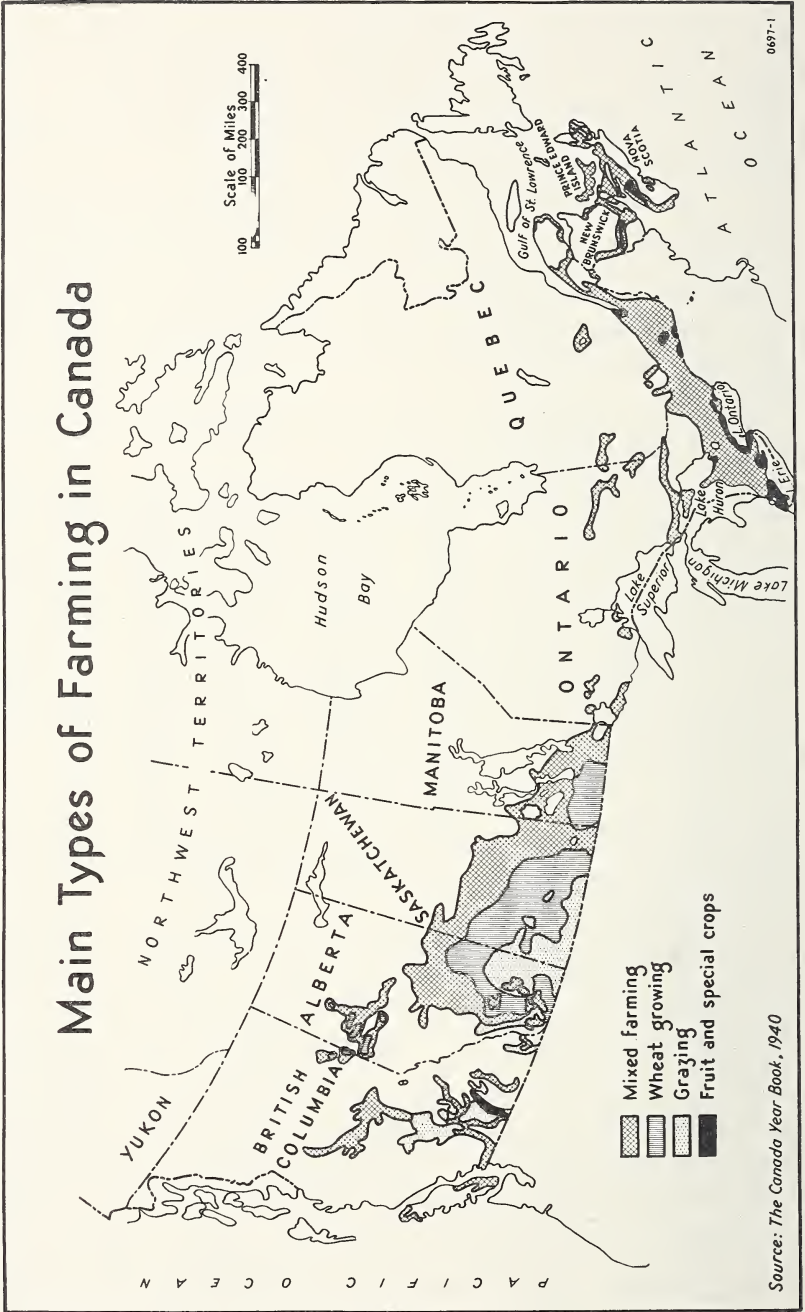 Main Types of Farming in Canada
Scale of Miles
100 100 200 300 400
YUKON
NORTHWEST TERRITORIES
BRITISH
COLUMBIA
ALBERTA
SASKATCHEWAN
MANITOBA
ONTARIO
QUEBEC
Hudson
Bay
Gulf of St. Lawrence
PRINCE EDWARD
ISLAND
NEW
BRUNSWICK
NOVA
SCOTIA
Lake
Superior
Lake Michigan
Lake
Huron
L. Ontario
L. Erie
PACIFIC OCEAN
ATLANTIC
OCEAN
Mixed farming
Wheat growing
Grazing
Fruit and special crops
Source: The Canada Year Book, 1940
0697-1